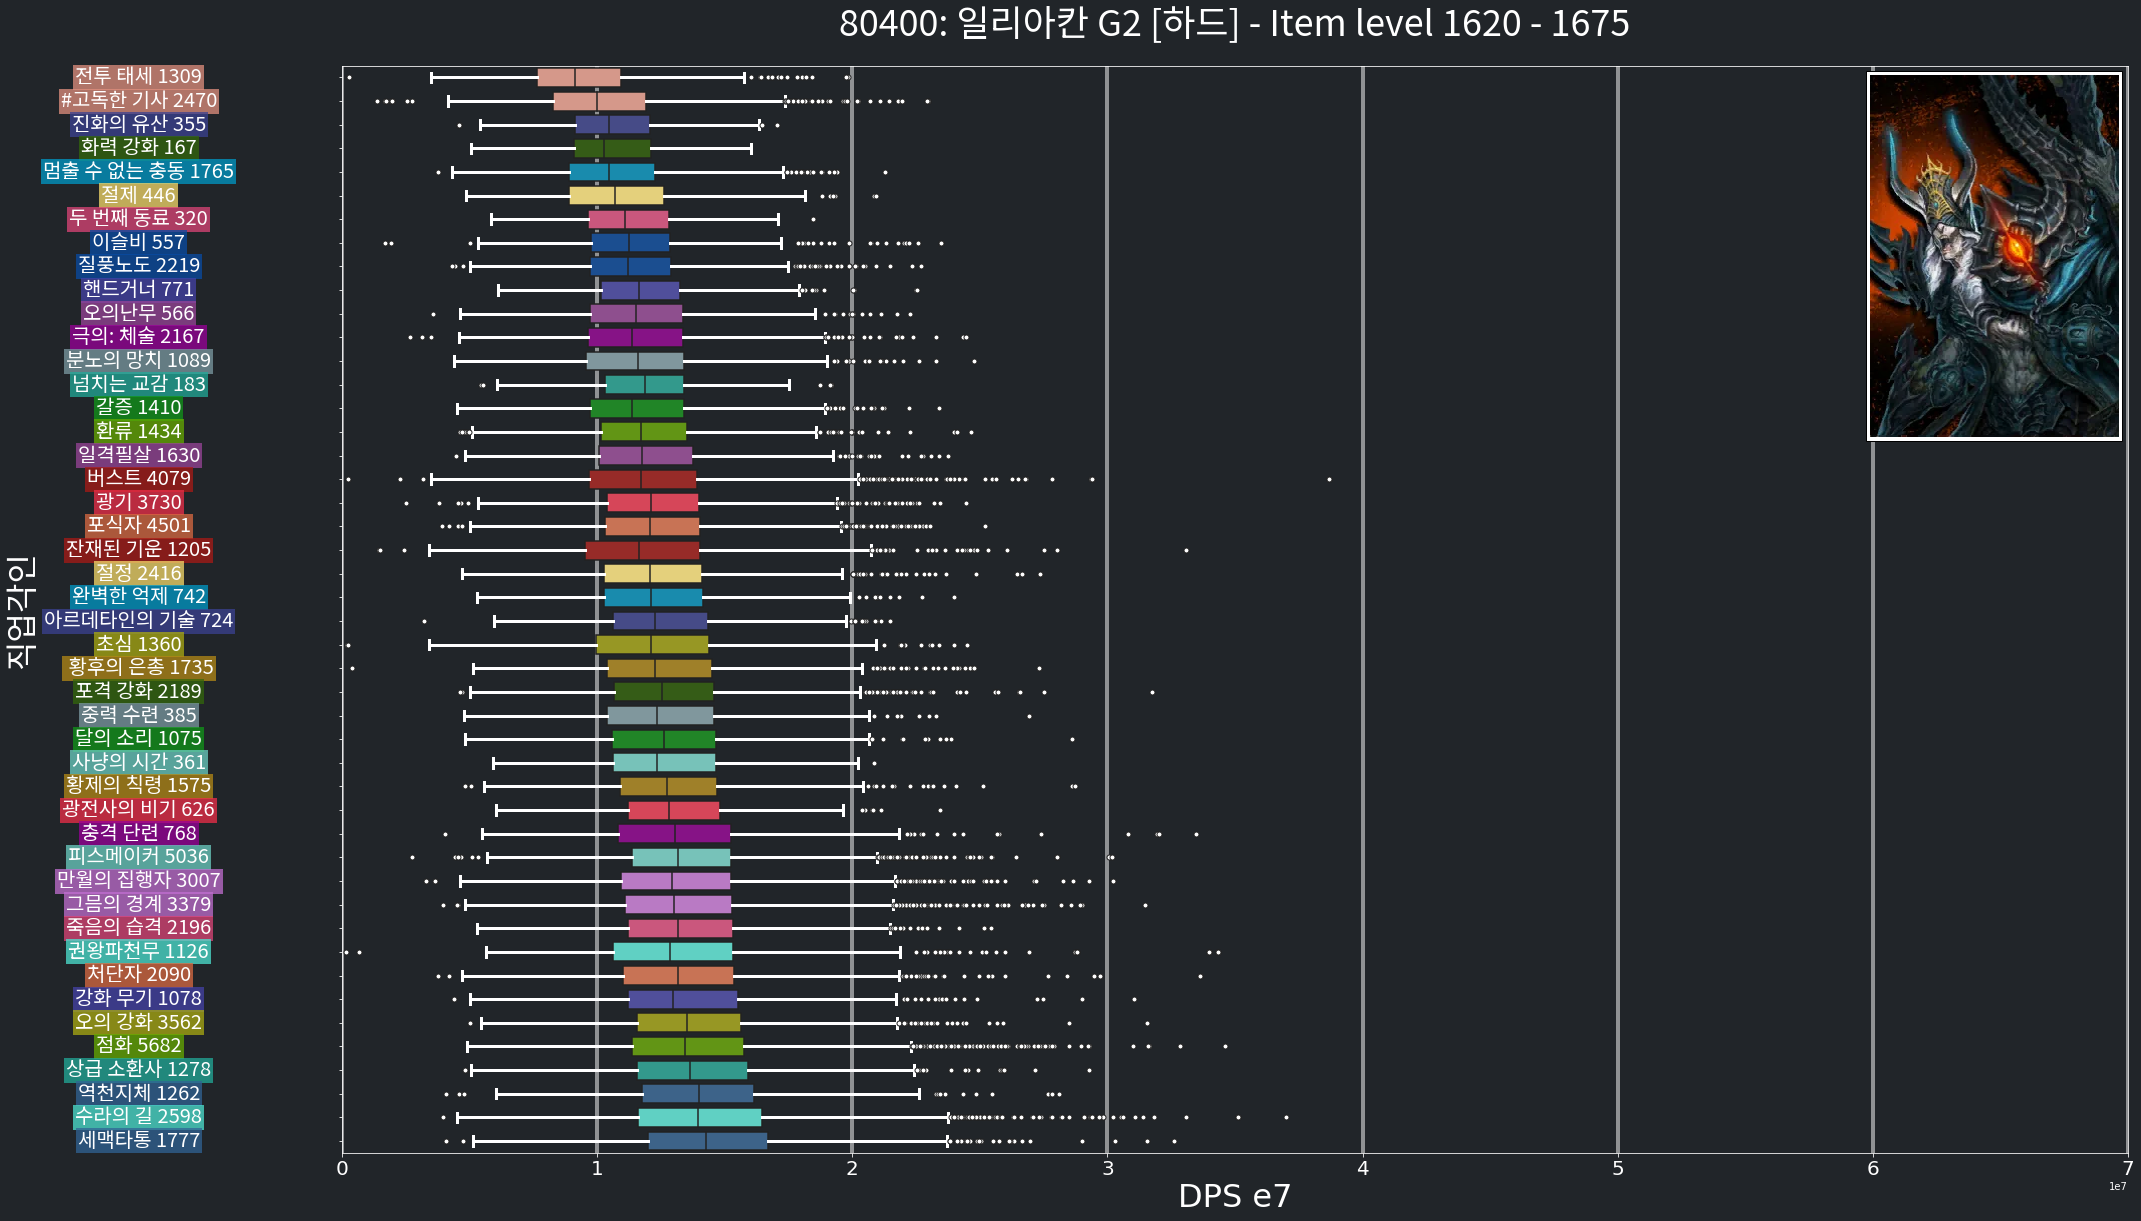 80400: 일리아칸 G2 [하드] - Item level 1620 - 1675
직업각인
전투 태세 1309
#고독한 기사 2470
진화의 유산 355
화력 강화 167
멈출 수 없는 충동 1765
절제 446
두 번째 동료 320
이슬비 557
질풍노도 2219
핸드거너 771
오의난무 566
극의: 체술 2167
분노의 망치 1089
넘치는 교감 183
갈증 1410
환류 1434
일격필살 1630
버스트 4079
광기 3730
포식자 4501
잔재된 기운 1205
절정 2416
완벽한 억제 742
아르데타인의 기술 724
초심 1360
황후의 은총 1735
포격 강화 2189
중력 수련 385
달의 소리 1075
사냥의 시간 361
황제의 칙령 1575
광전사의 비기 626
충격 단련 768
피스메이커 5036
만월의 집행자 3007
그믐의 경계 3379
죽음의 습격 2196
권왕파천무 1126
처단자 2090
강화 무기 1078
오의 강화 3562
점화 5682
상급 소환사 1278
역천지체 1262
수라의 길 2598
세맥타통 1777
0 1 2 3 4 5 6 7
1e7
DPS e7